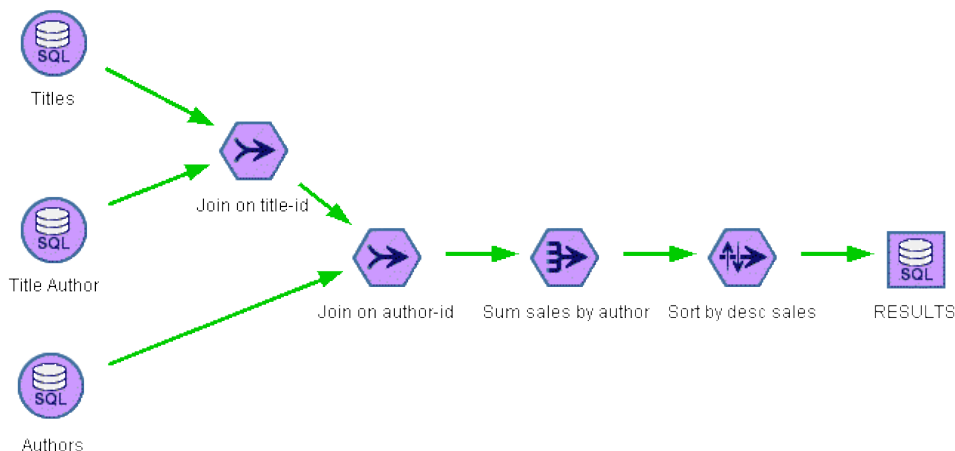 SQL
Titles
SQL
Title Author
SQL
Authors
Join on title-id
Join on author-id
Sum sales by author
Sort by desc sales
SQL
RESULTS